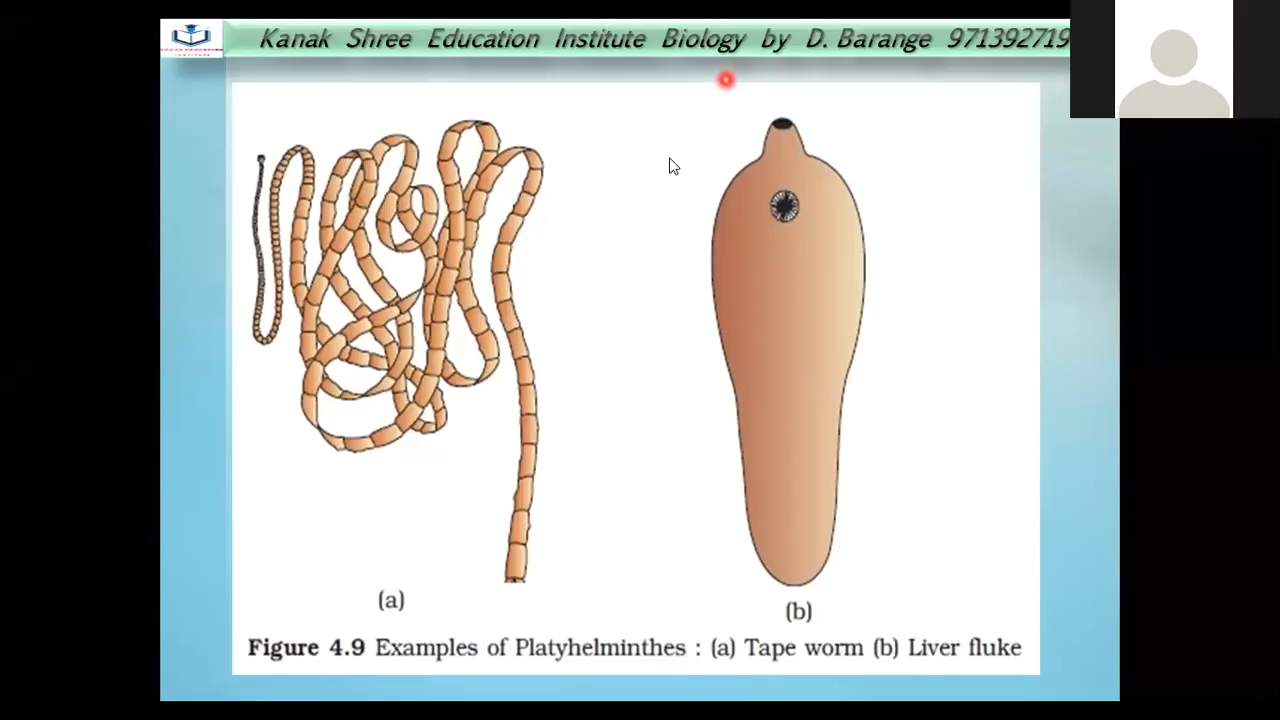 Kanak Shree Education Institute Biology by D. Barange 971392719
(a)
(b)
Figure 4.9 Examples of Platyhelminthes : (a) Tape worm (b) Liver fluke